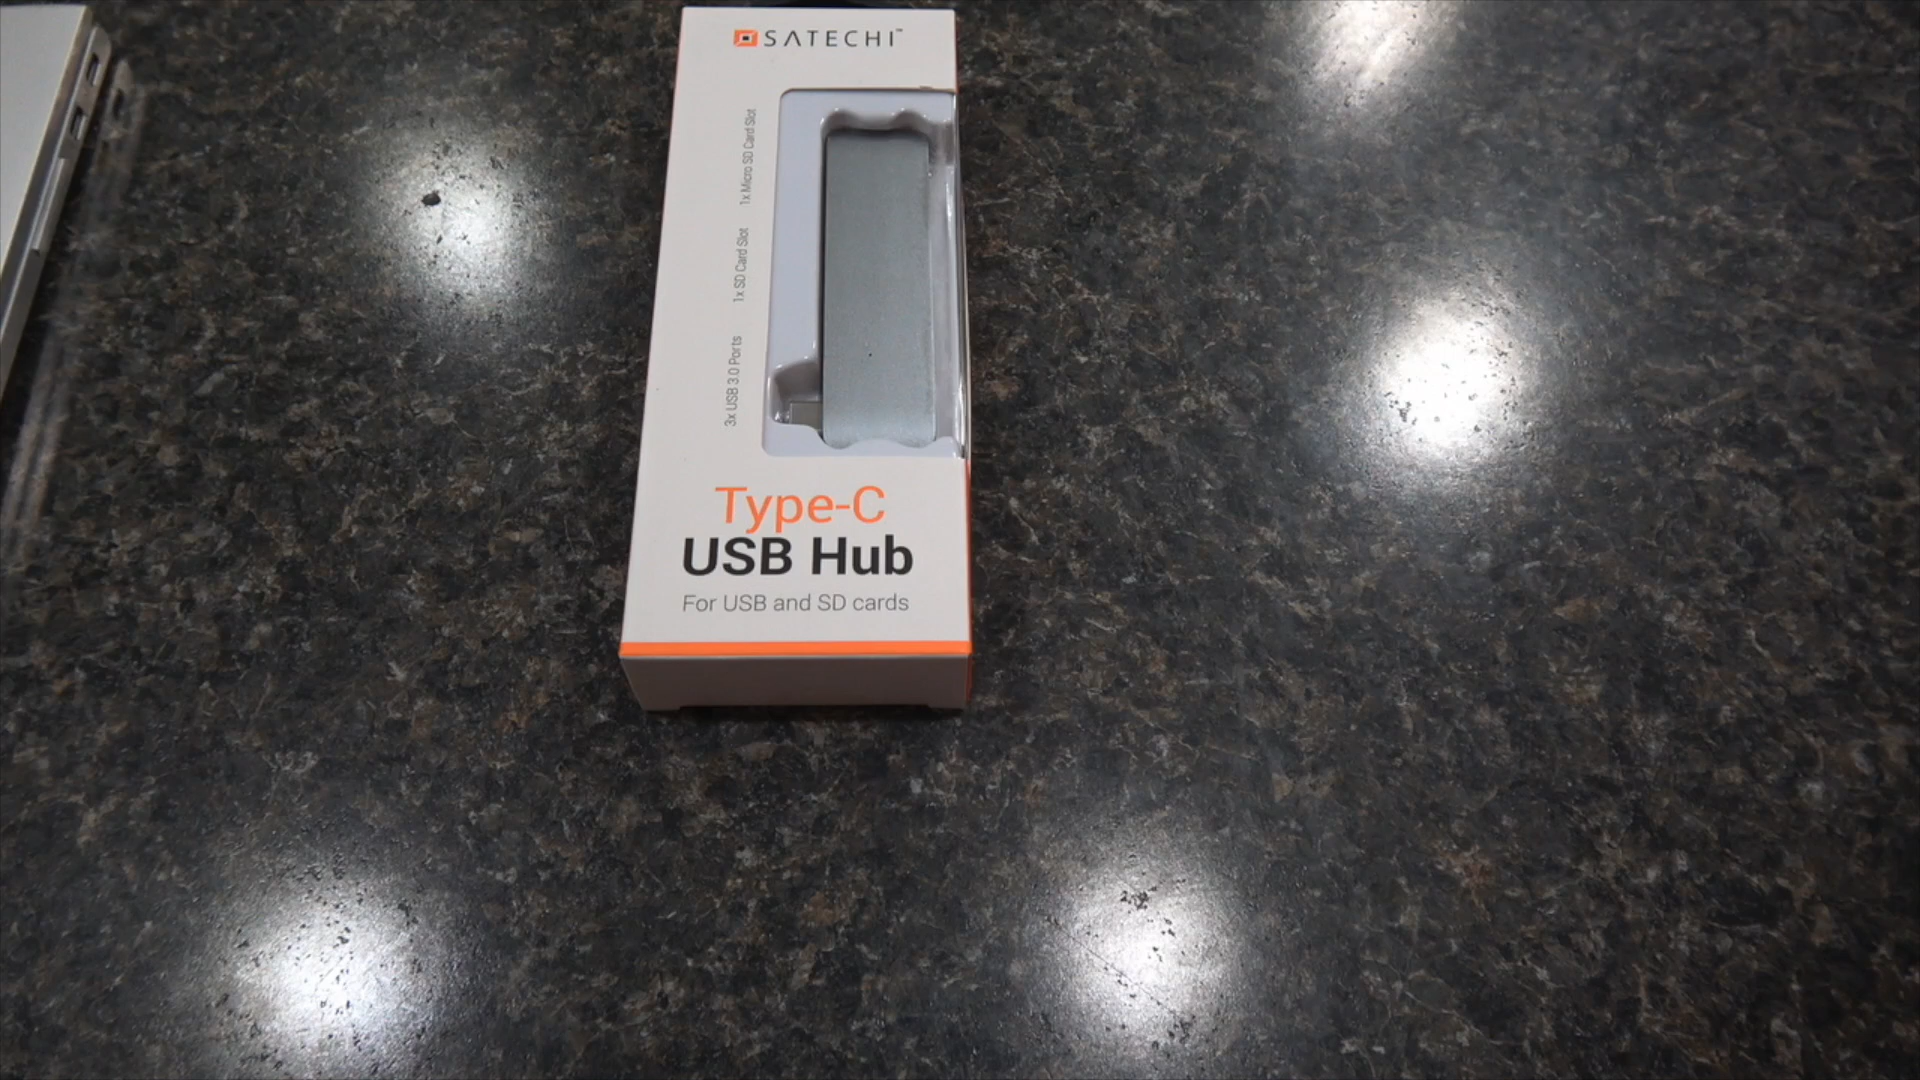 SATECHI™
1x Micro SD Card Slot
1x SD Card Slot
3x USB 3.0 Ports
Type-C
USB Hub
For USB and SD cards